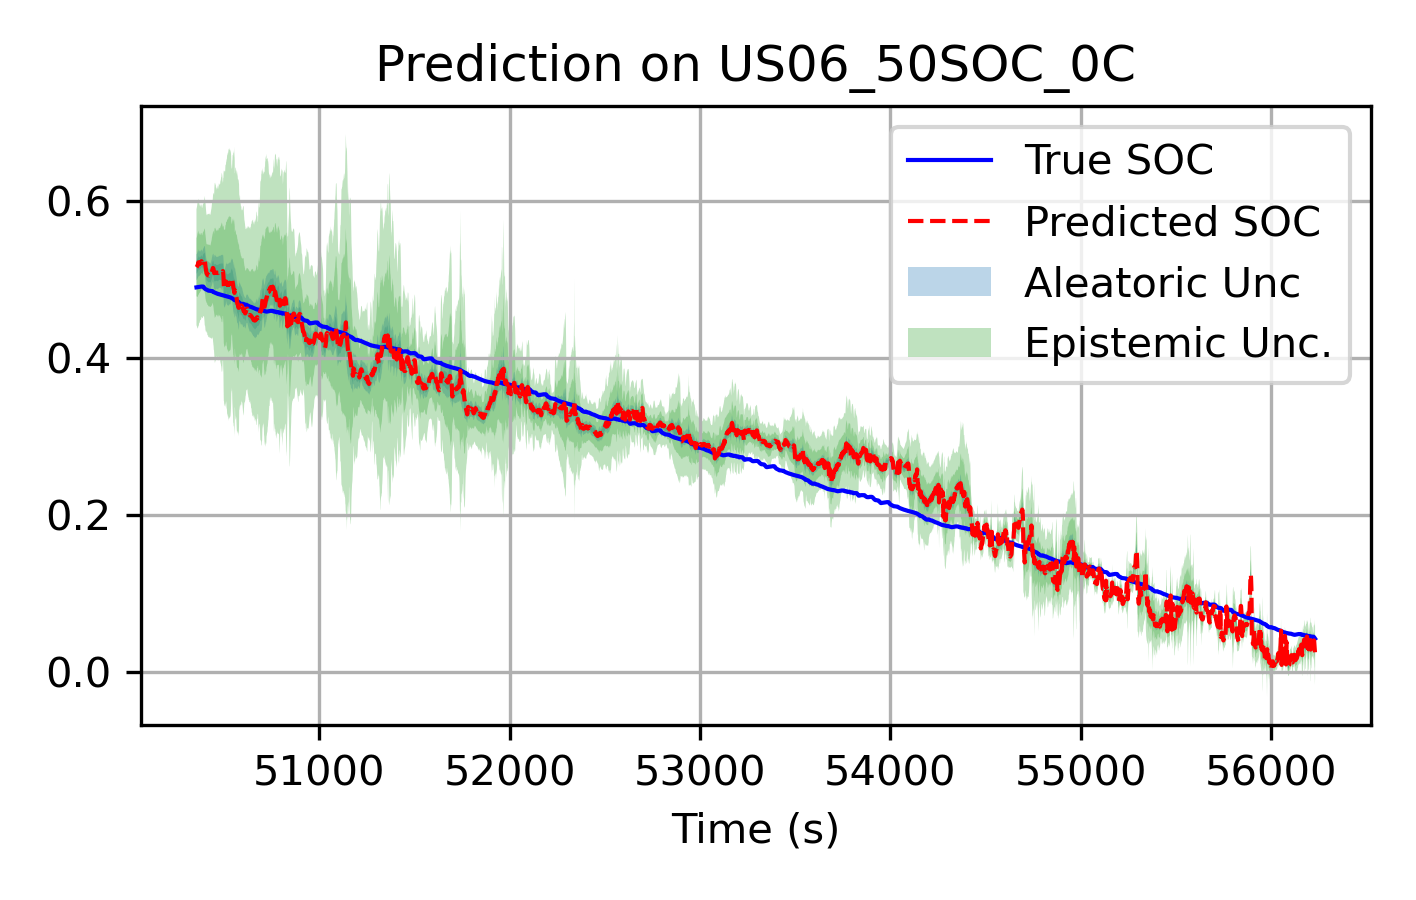 Prediction on US06_50SOC_0C
True SOC
Predicted SOC
Aleatoric Unc
Epistemic Unc.
0.6
0.4
0.2
0.0
51000 52000 53000 54000 55000 56000
Time (s)